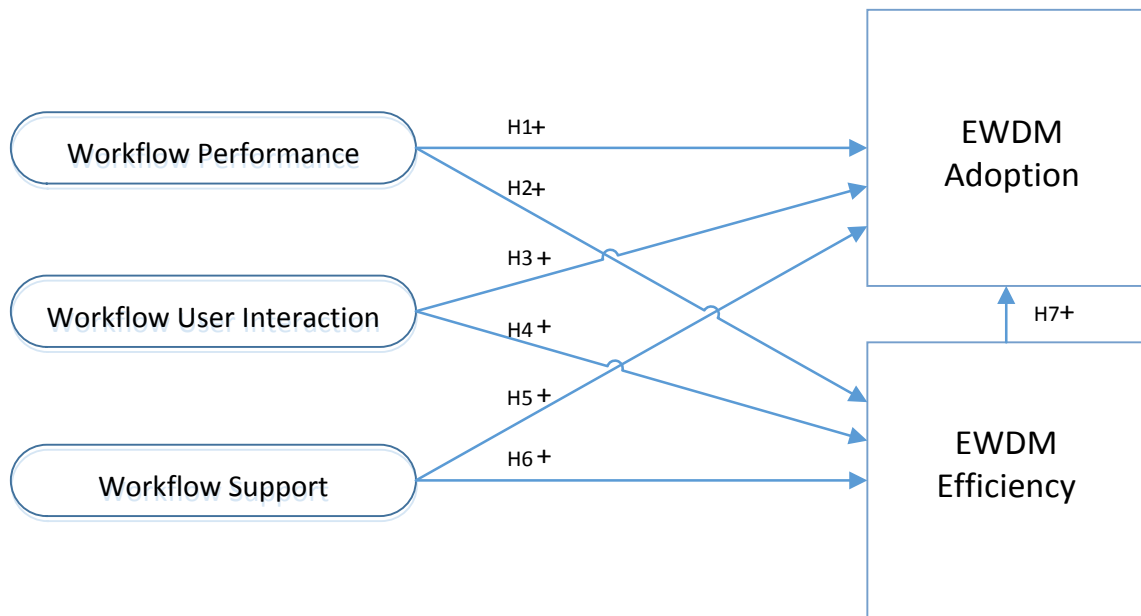 H1+
Workflow Performance
EWDM
Adoption
H2+
H3+
Workflow User Interaction
H4+
H7+
H5+
H6+
Workflow Support
EWDM
Efficiency